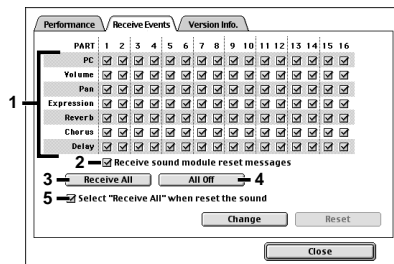 Performance Receive Events Version Info.
PART 1 2 3 4 5 6 7 8 9 10 11 12 13 14 15 16
PC
Volume
Pan
1 Expression
Reverb
Chorus
Delay
2 Receive sound module reset messages
3 Receive All All Off 4
5 Select "Receive All" when reset the sound
Change Reset
Close